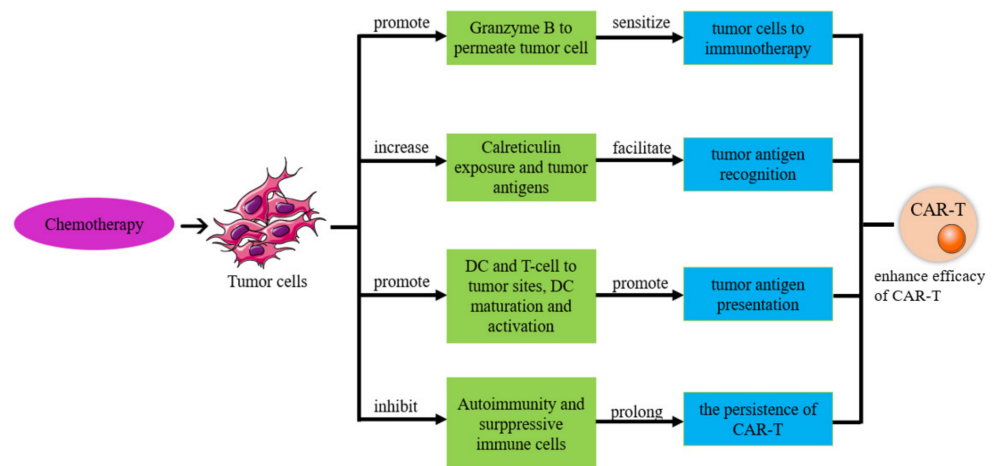 Chemotherapy
Tumor cells
promote
Granzyme B to
permeate tumor cell
sensitize
tumor cells to
immunotherapy
increase
Calreticulin
exposure and tumor
antigens
facilitate
tumor antigen
recognition
promote
DC and T-cell to
tumor sites, DC
maturation and
activation
promote
tumor antigen
presentation
inhibit
Autoimmunity and
surppressive
immune cells
prolong
the persistence of
CAR-T
CAR-T
enhance efficacy
of CAR-T